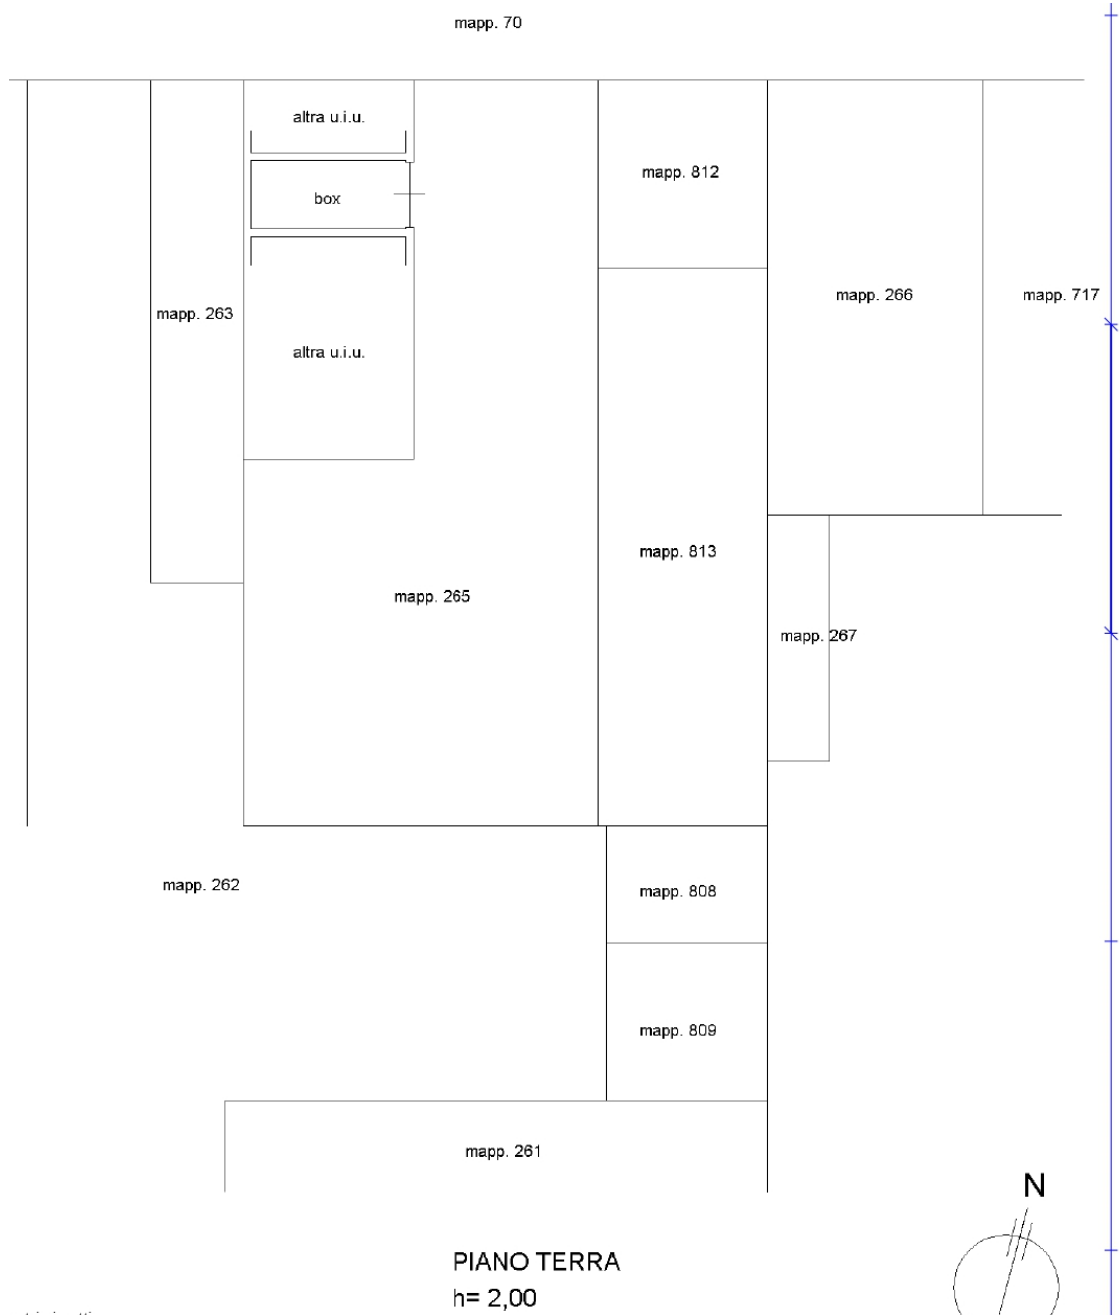 mapp. 70
altra u.i.u.
mapp. 812
box
mapp. 266
mapp. 717
mapp. 263
altra u.i.u.
mapp. 813
mapp. 265
mapp. 267
mapp. 262
mapp. 808
mapp. 809
mapp. 261
N
PIANO TERRA
h= 2,00